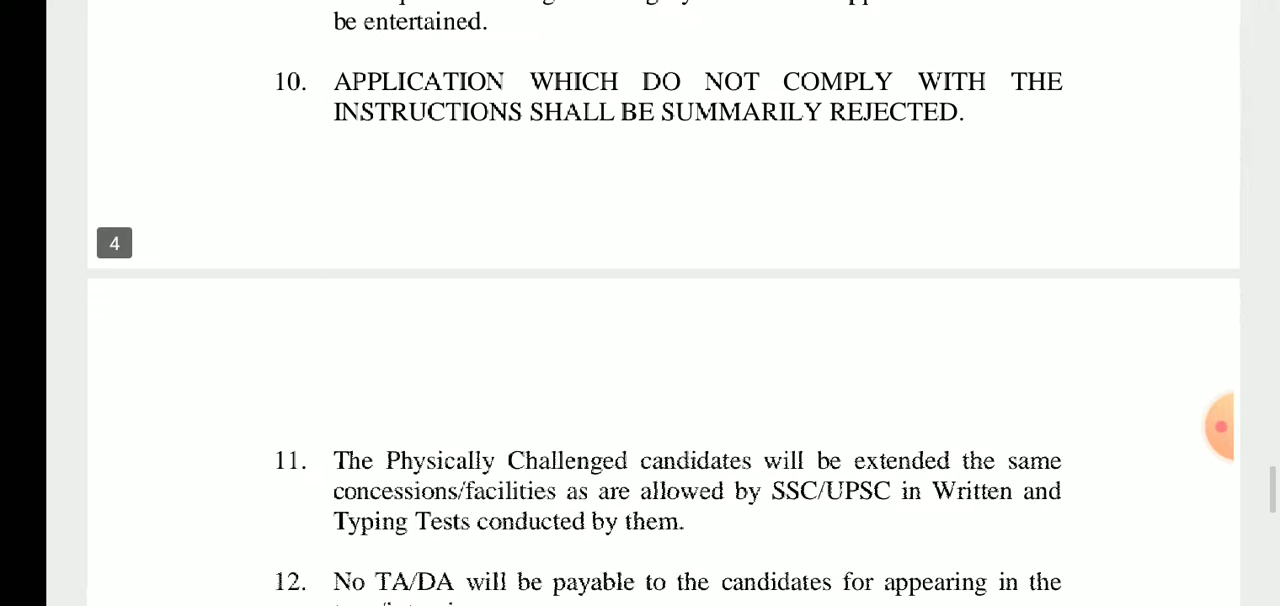 be entertained.
10. APPLICATION WHICH DO NOT COMPLY WITH THE
INSTRUCTIONS SHALL BE SUMMARILY REJECTED.
4
11. The Physically Challenged candidates will be extended the same
concessions/facilities as are allowed by SSC/UPSC in Written and
Typing Tests conducted by them.
12. No TA/DA will be payable to the candidates for appearing in the